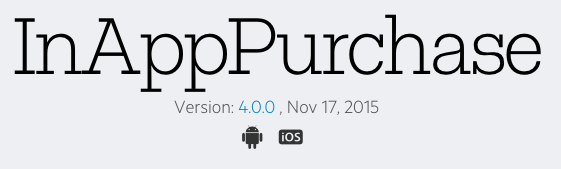 InAppPurchase
Version: 4.0.0 , Nov 17, 2015
iOS